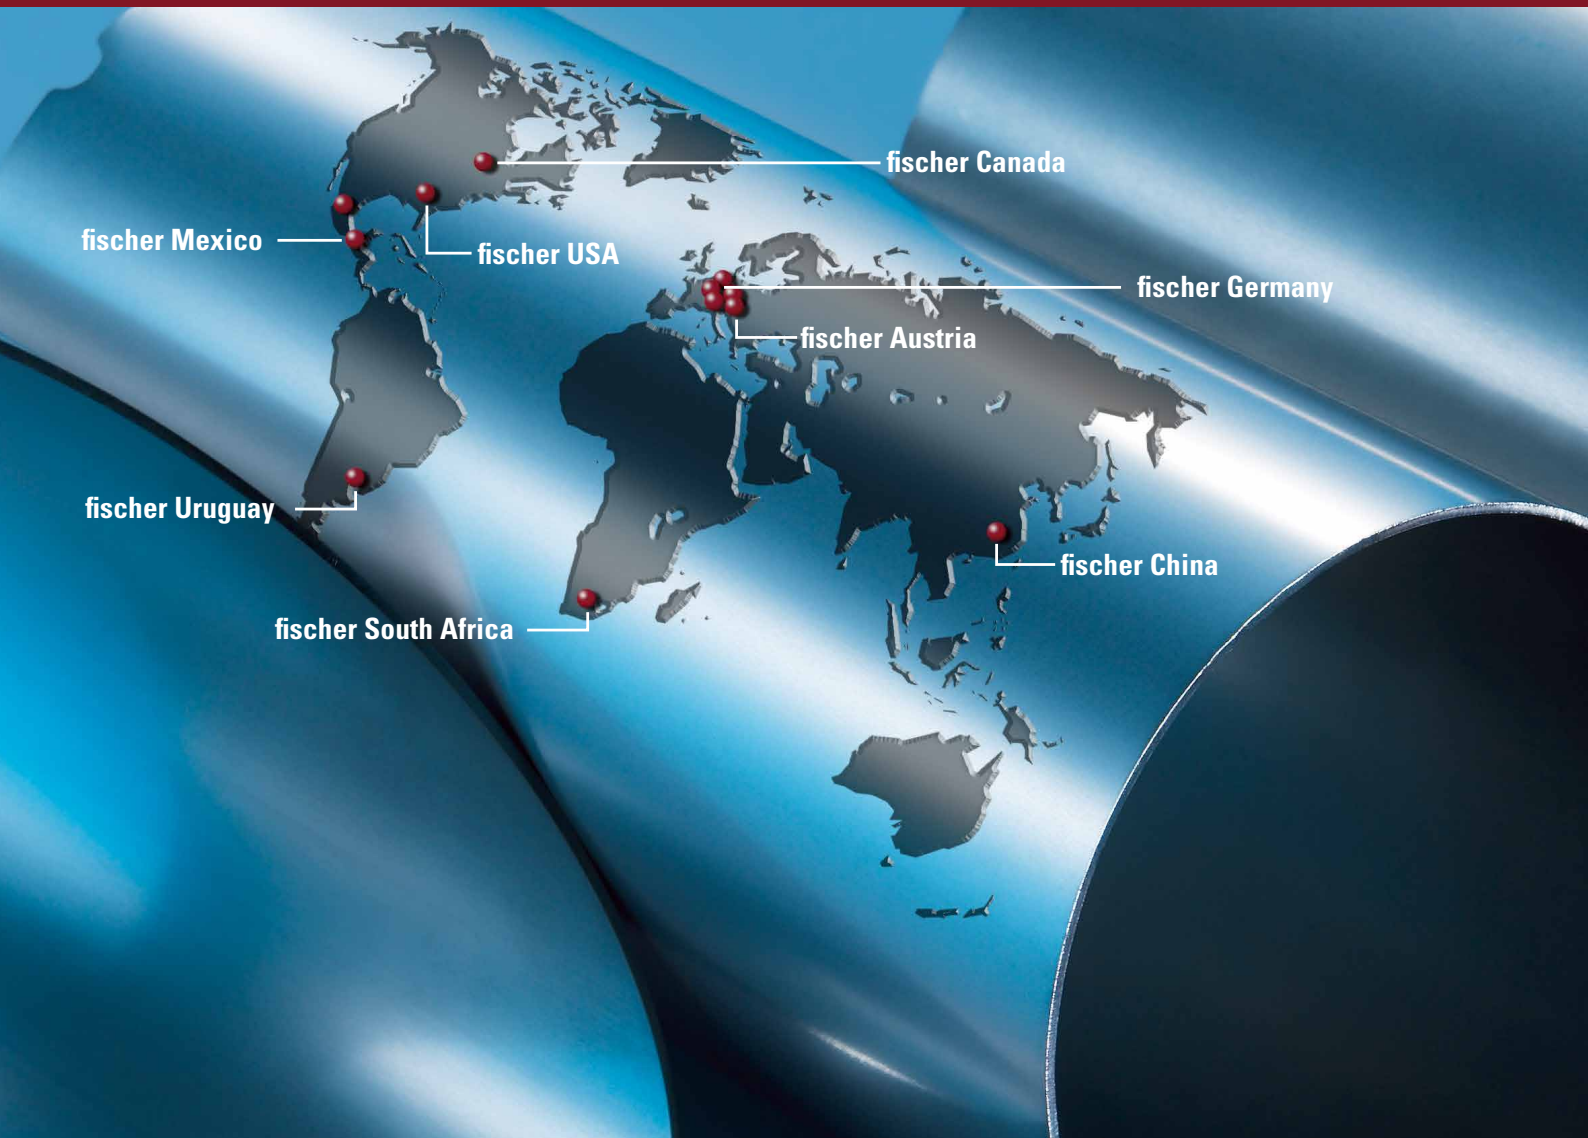 fischer Canada
fischer Mexico
fischer USA
fischer Germany
fischer Austria
fischer Uruguay
fischer China
fischer South Africa